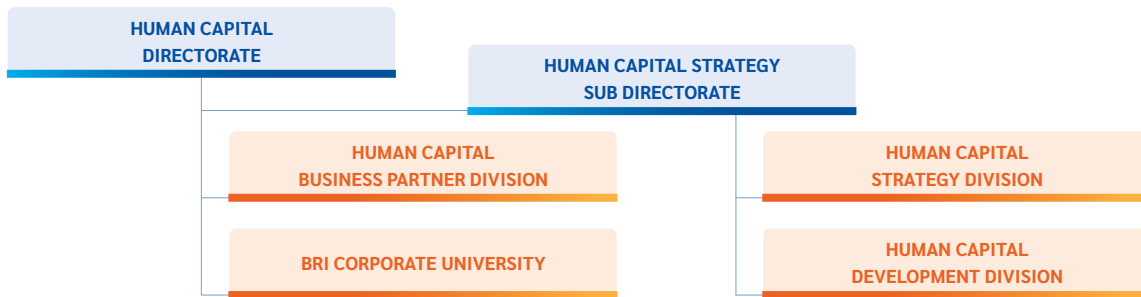 HUMAN CAPITAL
DIRECTORATE
HUMAN CAPITAL STRATEGY
SUB DIRECTORATE
HUMAN CAPITAL
BUSINESS PARTNER DIVISION
HUMAN CAPITAL
STRATEGY DIVISION
BRI CORPORATE UNIVERSITY
HUMAN CAPITAL
DEVELOPMENT DIVISION